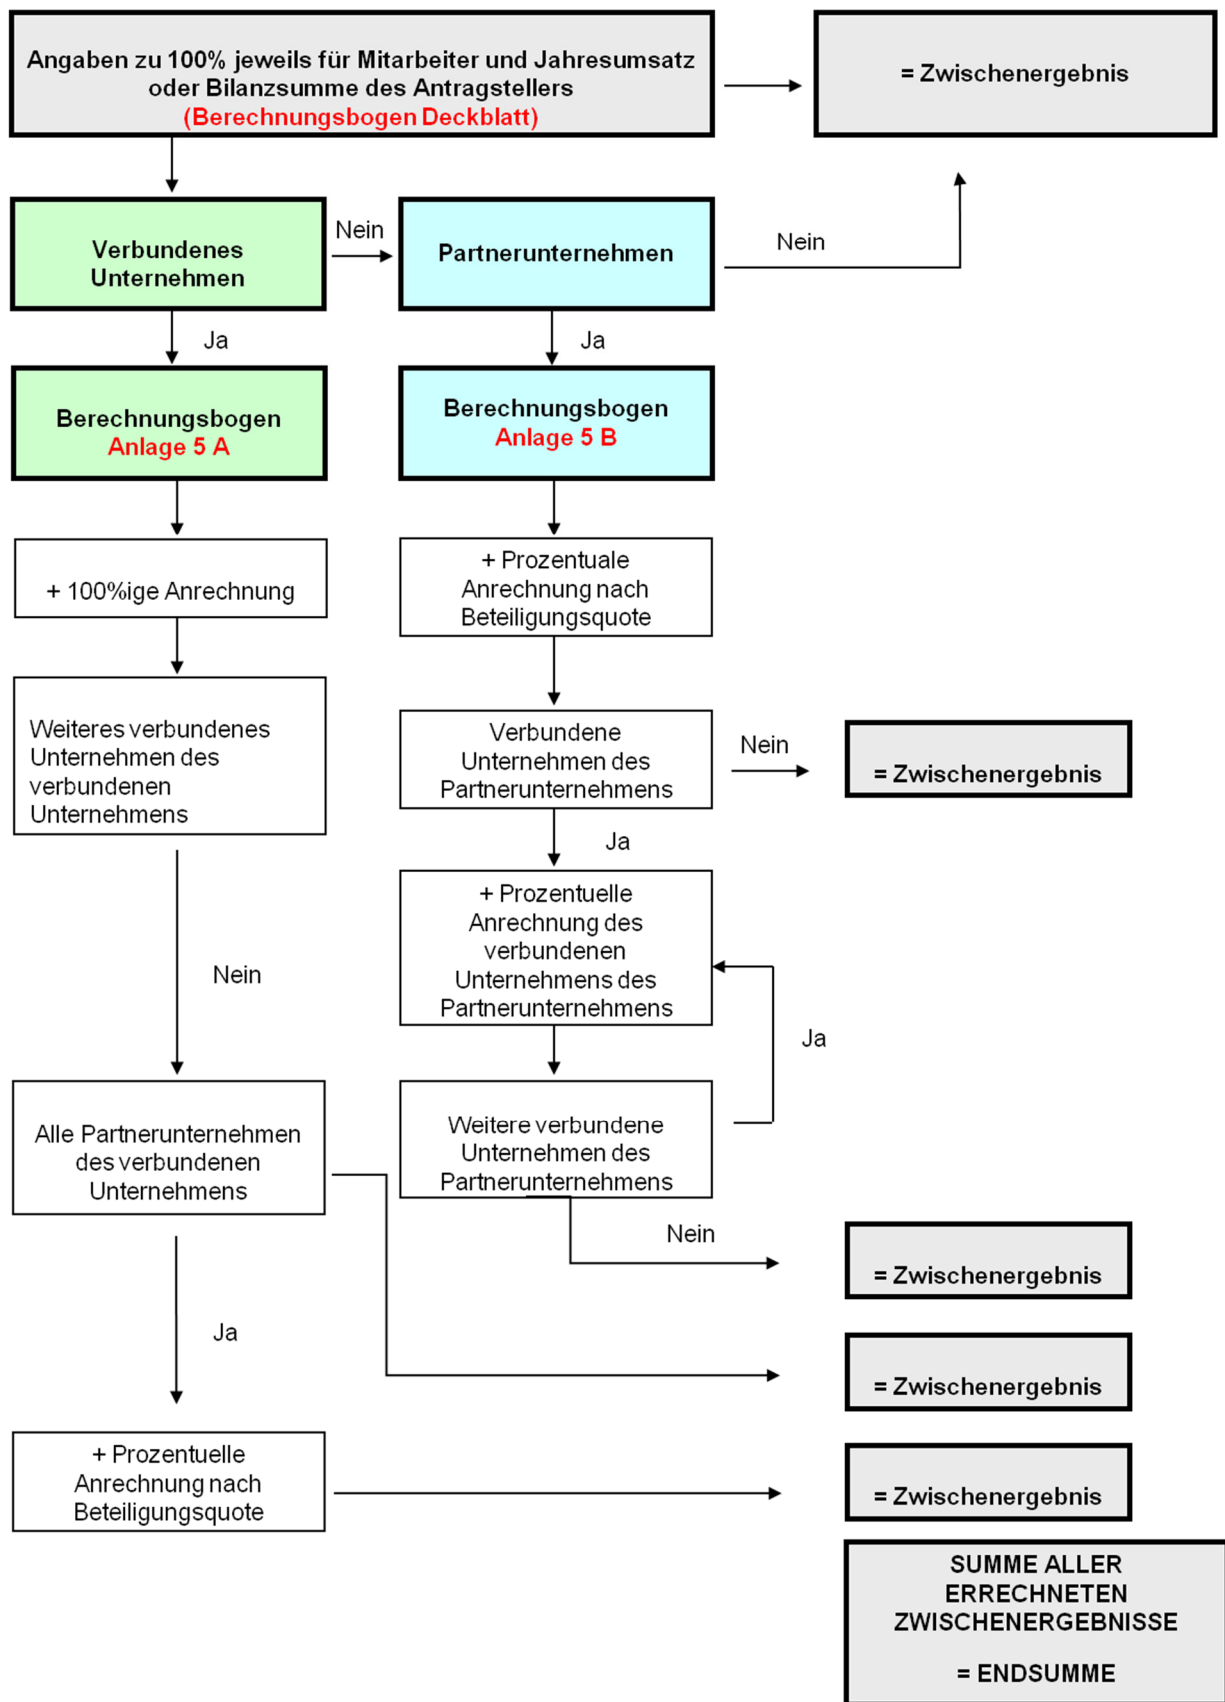 Angaben zu 100% jeweils für Mitarbeiter und Jahresumsatz
oder Bilanzsumme des Antragstellers
(Berechnungsbogen Deckblatt)
= Zwischenergebnis
Verbundenes
Unternehmen
Nein
Partnerunternehmen
Nein
Ja
Ja
Berechnungsbogen
Anlage 5 A
Berechnungsbogen
Anlage 5 B
+ 100%ige Anrechnung
+ Prozentuale
Anrechnung nach
Beteiligungsquote
Weiteres verbundenes
Unternehmen des
verbundenen
Unternehmens
Verbundene
Unternehmen des
Partnerunternehmens
Nein
= Zwischenergebnis
Ja
+ Prozentuelle
Anrechnung des
verbundenen
Unternehmens des
Partnerunternehmens
Nein
Ja
Alle Partnerunternehmen
des verbundenen
Unternehmens
Weitere verbundene
Unternehmen des
Partnerunternehmens
Nein
= Zwischenergebnis
Ja
= Zwischenergebnis
+ Prozentuelle
Anrechnung nach
Beteiligungsquote
= Zwischenergebnis
SUMME ALLER
ERRECHNETEN
ZWISCHENERGEBNISSE
= ENDSUMME